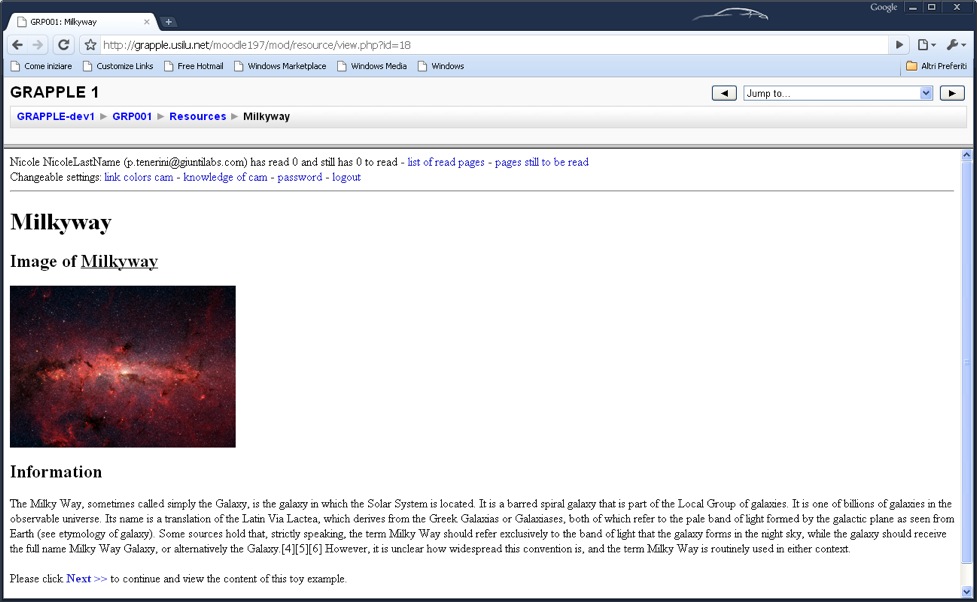 GRP001: Milkyway
Google
http://grapple.usilu.net/moodle197/mod/resource/view.php?id=18
Come iniziare Customize Links Free Hotmail Windows Marketplace Windows Media Windows Altri Preferiti
GRAPPLE 1
Jump to...
GRAPPLE-dev1 ► GRP001 ► Resources ► Milkyway
Nicole NicoleLastName (p.tenerini@giuntilabs.com) has read 0 and still has 0 to read - list of read pages - pages still to be read
Changeable settings: link colors cam - knowledge of cam - password - logout
Milkyway
Image of Milkyway
Information
The Milky Way, sometimes called simply the Galaxy, is the galaxy in which the Solar System is located. It is a barred spiral galaxy that is part of the Local Group of galaxies. It is one of billions of galaxies in the
observable universe. Its name is a translation of the Latin Via Lactea, which derives from the Greek Galaxias or Galaxiases, both of which refer to the pale band of light formed by the galactic plane as seen from
Earth (see etymology of galaxy). Some sources hold that, strictly speaking, the term Milky Way should refer exclusively to the band of light that the galaxy forms in the night sky, while the galaxy should receive
the full name Milky Way Galaxy, or alternatively the Galaxy.[4][5][6] However, it is unclear how widespread this convention is, and the term Milky Way is routinely used in either context.
Please click Next >> to continue and view the content of this toy example.